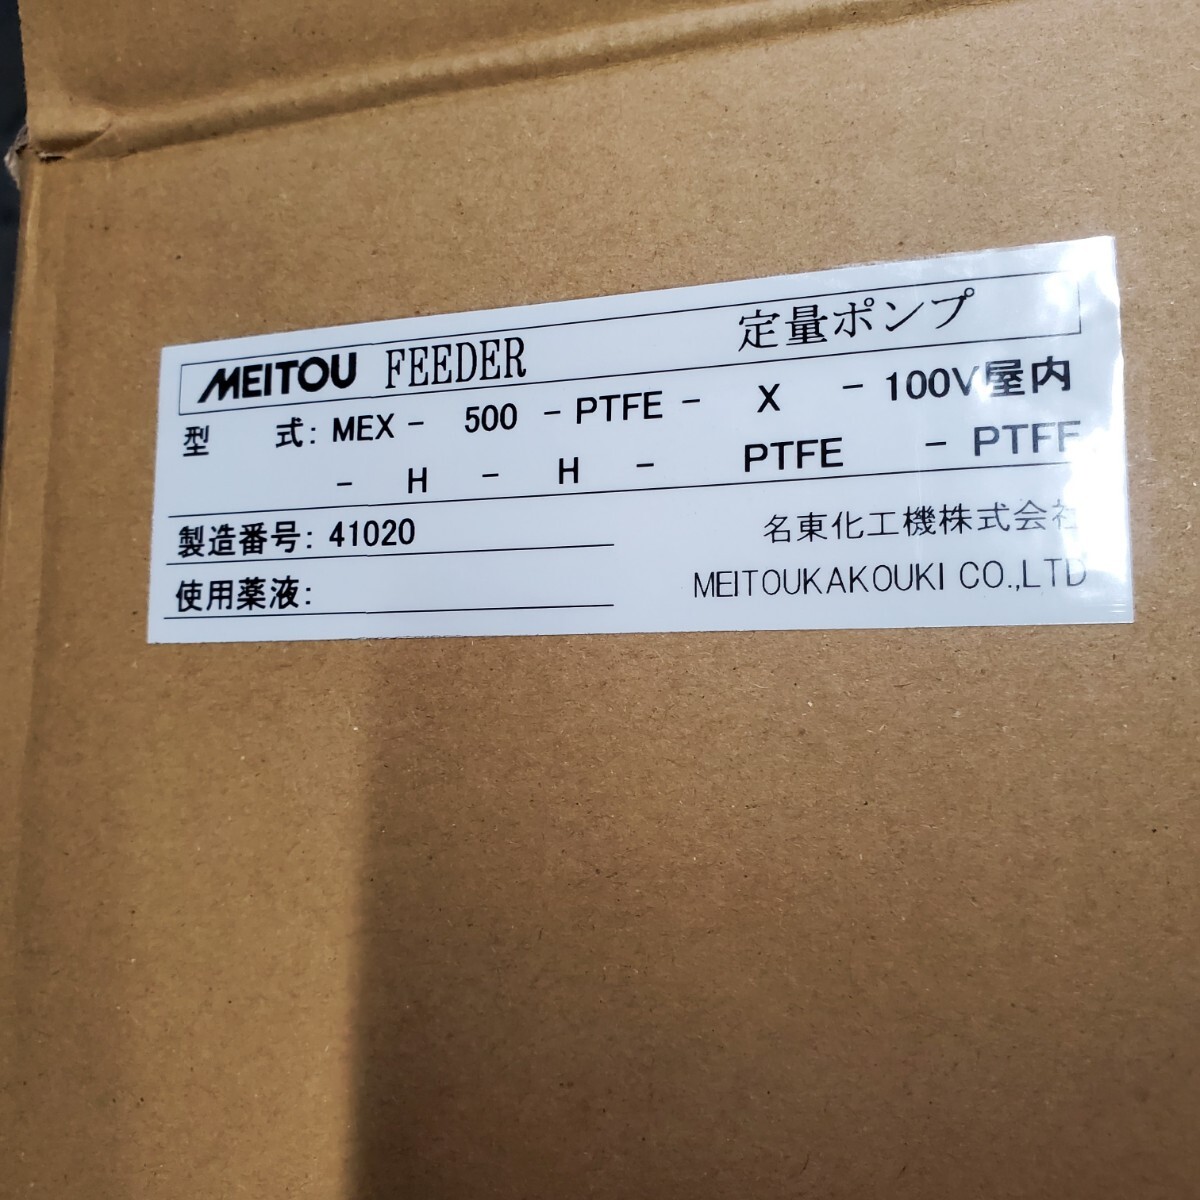 MEITOU FEEDER 定量ポンプ
型 式: MEX - 500 - PTFE - X - 100V屋内
- H - H - PTFE - PTFE
製造番号: 41020
使用薬液:
名東化工機株式会社
MEITOUKAKOUKI CO.,LTD